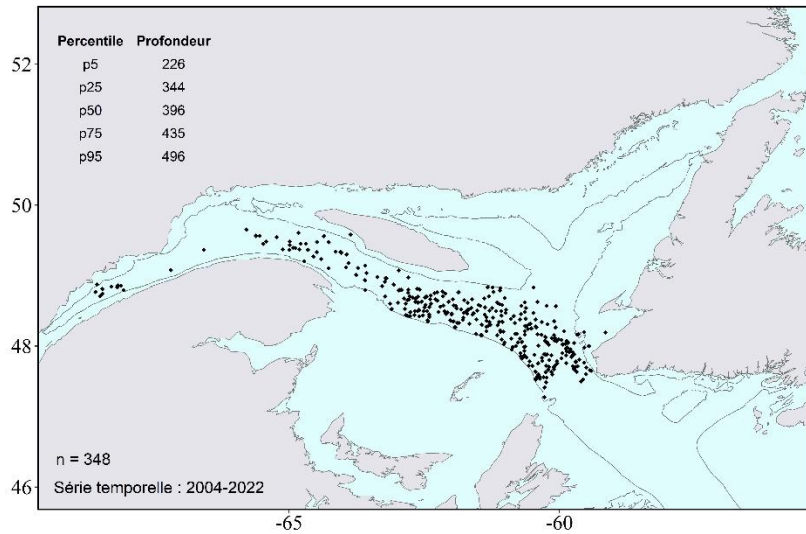 Percentile Profondeur
p5 226
p25 344
p50 396
p75 435
p95 496
52
50
48
46
n = 348
Série temporelle : 2004-2022
-65 -60